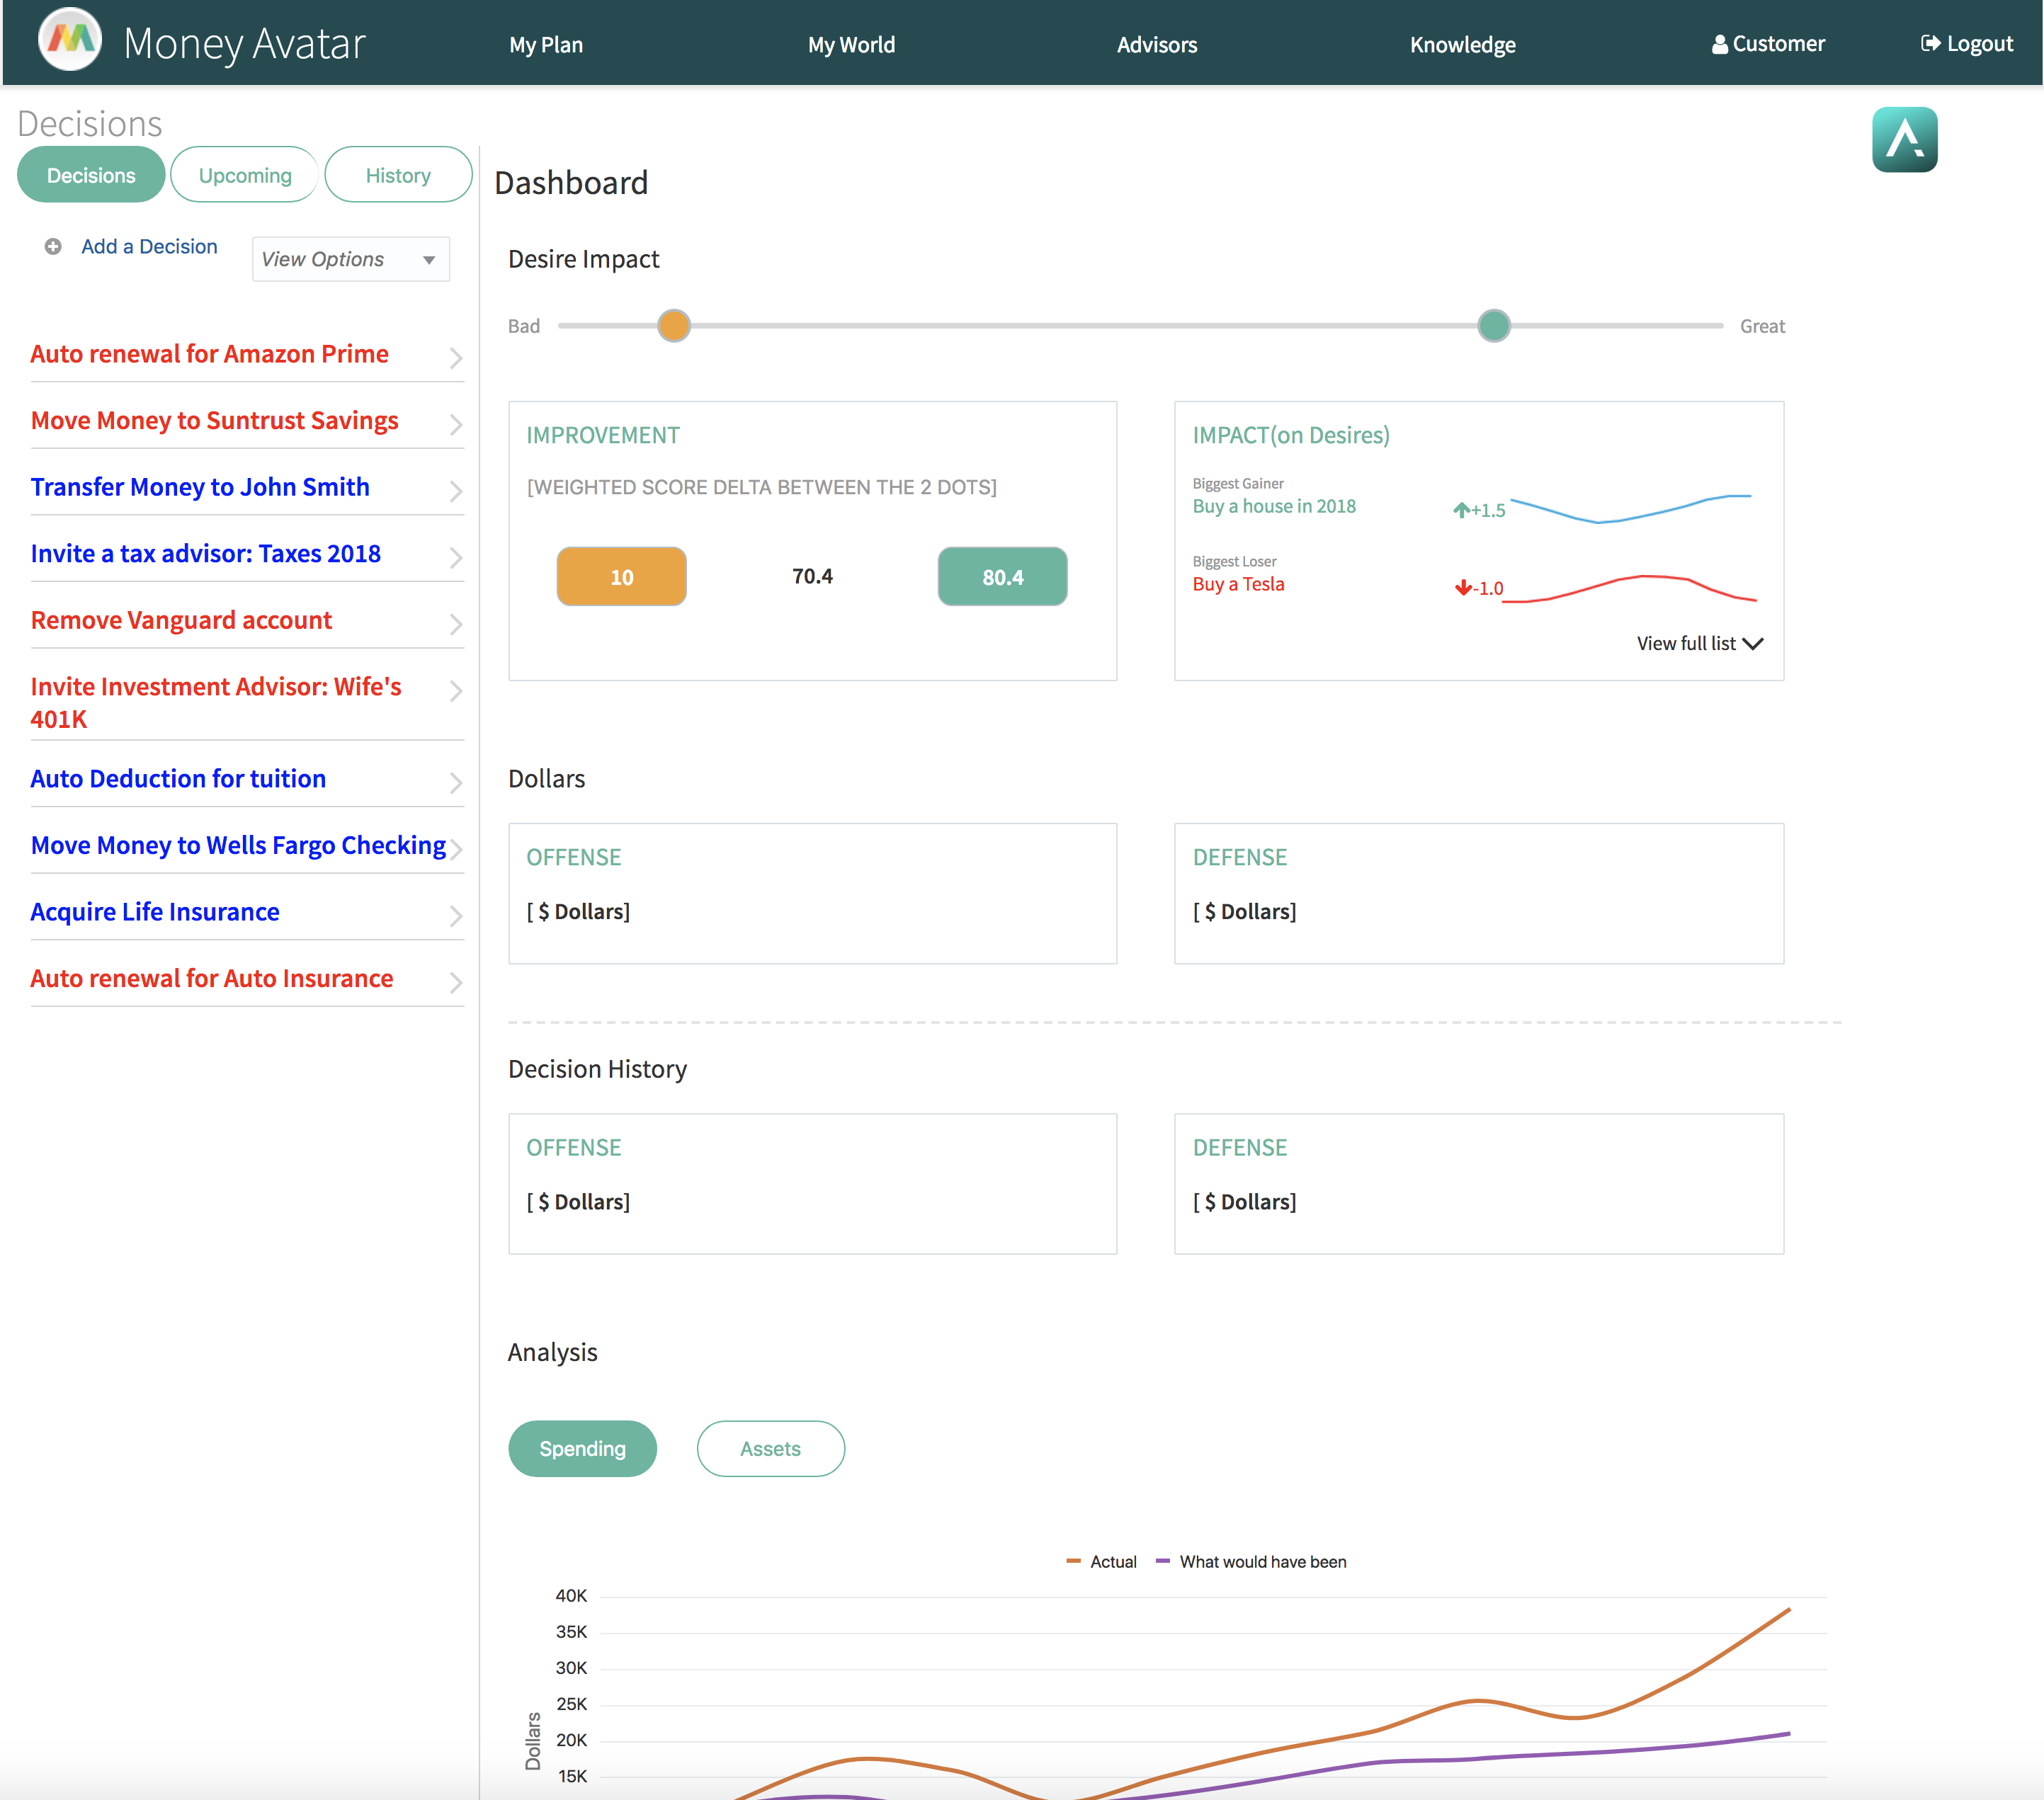 Money Avatar
My Plan
My World
Advisors
Knowledge
Customer
Logout
Decisions
Decisions
Upcoming
History
Add a Decision
View Options
Auto renewal for Amazon Prime
Move Money to Suntrust Savings
Transfer Money to John Smith
Invite a tax advisor: Taxes 2018
Remove Vanguard account
Invite Investment Advisor: Wife's
401K
Auto Deduction for tuition
Move Money to Wells Fargo Checking
Acquire Life Insurance
Auto renewal for Auto Insurance
Dashboard
Desire Impact
Bad
Great
IMPROVEMENT
[WEIGHTED SCORE DELTA BETWEEN THE 2 DOTS]
10
70.4
80.4
IMPACT(on Desires)
Biggest Gainer
Buy a house in 2018
+1.5
Biggest Loser
Buy a Tesla
-1.0
View full list
Dollars
OFFENSE
[ $ Dollars]
DEFENSE
[ $ Dollars]
Decision History
OFFENSE
[ $ Dollars]
DEFENSE
[ $ Dollars]
Analysis
Spending
Assets
Actual
What would have been
40K
35K
30K
25K
20K
15K
Dollars